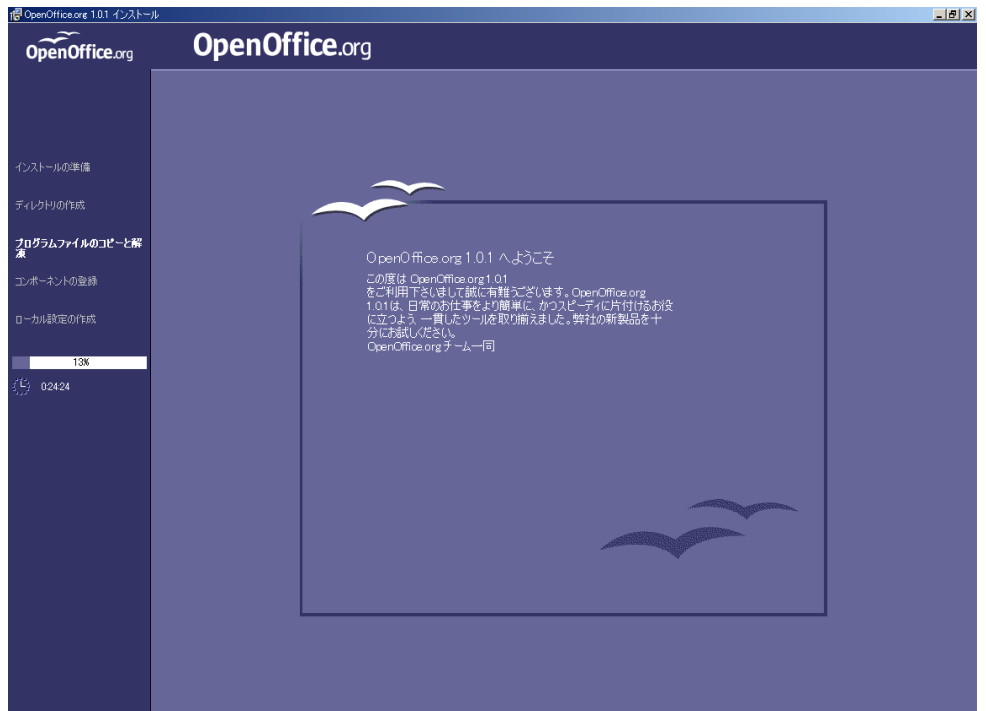 OpenOffice.org 1.0.1 インストール
OpenOffice.org
OpenOffice.org
インストールの準備
ディレクトリの作成
プログラムファイルのコピーと解
凍
コンポーネントの登録
ローカル設定の作成
13%
0:24:24
OpenOffice.org 1.0.1 へようこそ
この度は OpenOffice.org 1.0.1
をご利用下さいまして誠に有難うございます。OpenOffice.org
1.0.1は、日常のお仕事をより簡単に、かつスピーディに片付けるお役
に立つよう、一貫したツールを取り揃えました。弊社の新製品を十
分にお試しください。
OpenOffice.org チーム一同